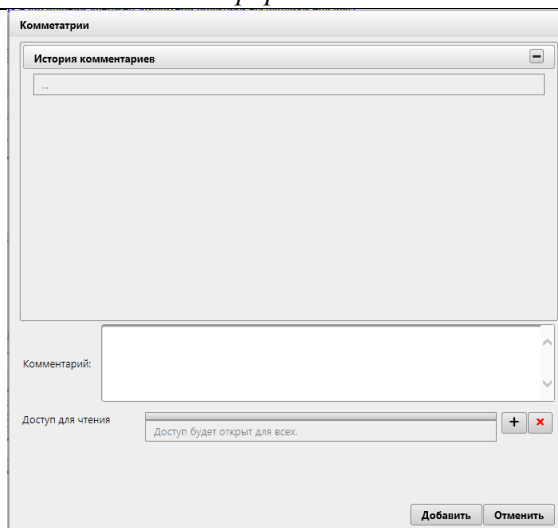 Комметатрии
История комментариев
..
Комментарий:
Доступ для чтения
Доступ будет открыт для всех.
Добавить Отменить